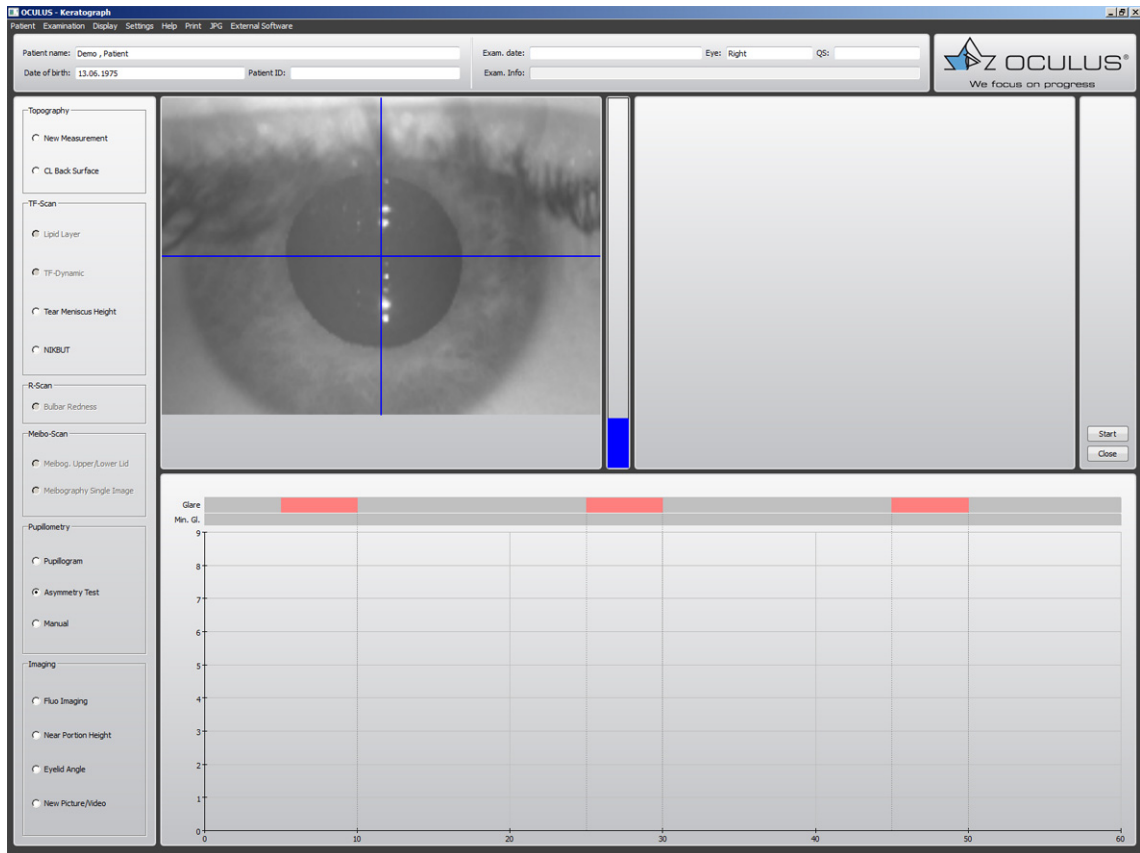 OCULUS - Keratograph
Patient Examination Display Settings Help Print JPG External Software
Patient name: Demo , Patient
Exam. date: Eye: Right QS:
Date of birth: 13.06.1975 Patient ID:
Exam. Info:
OCULUS®
We focus on progress
Topography
New Measurement
CL Back Surface
TF-Scan
Lipid Layer
TF-Dynamic
Tear Meniscus Height
NIKBUT
R-Scan
Bulbar Redness
Meibo-Scan
Meibog. Upper/Lower Lid
Meibography Single Image
Pupillometry
Pupillogram
Asymmetry Test
Manual
Imaging
Fluo Imaging
Near Portion Height
Eyelid Angle
New Picture/Video
Start
Close
Glare
Min. Gl.
9
8
7
6
5
4
3
2
1
0
0 10 20 30 40 50 60